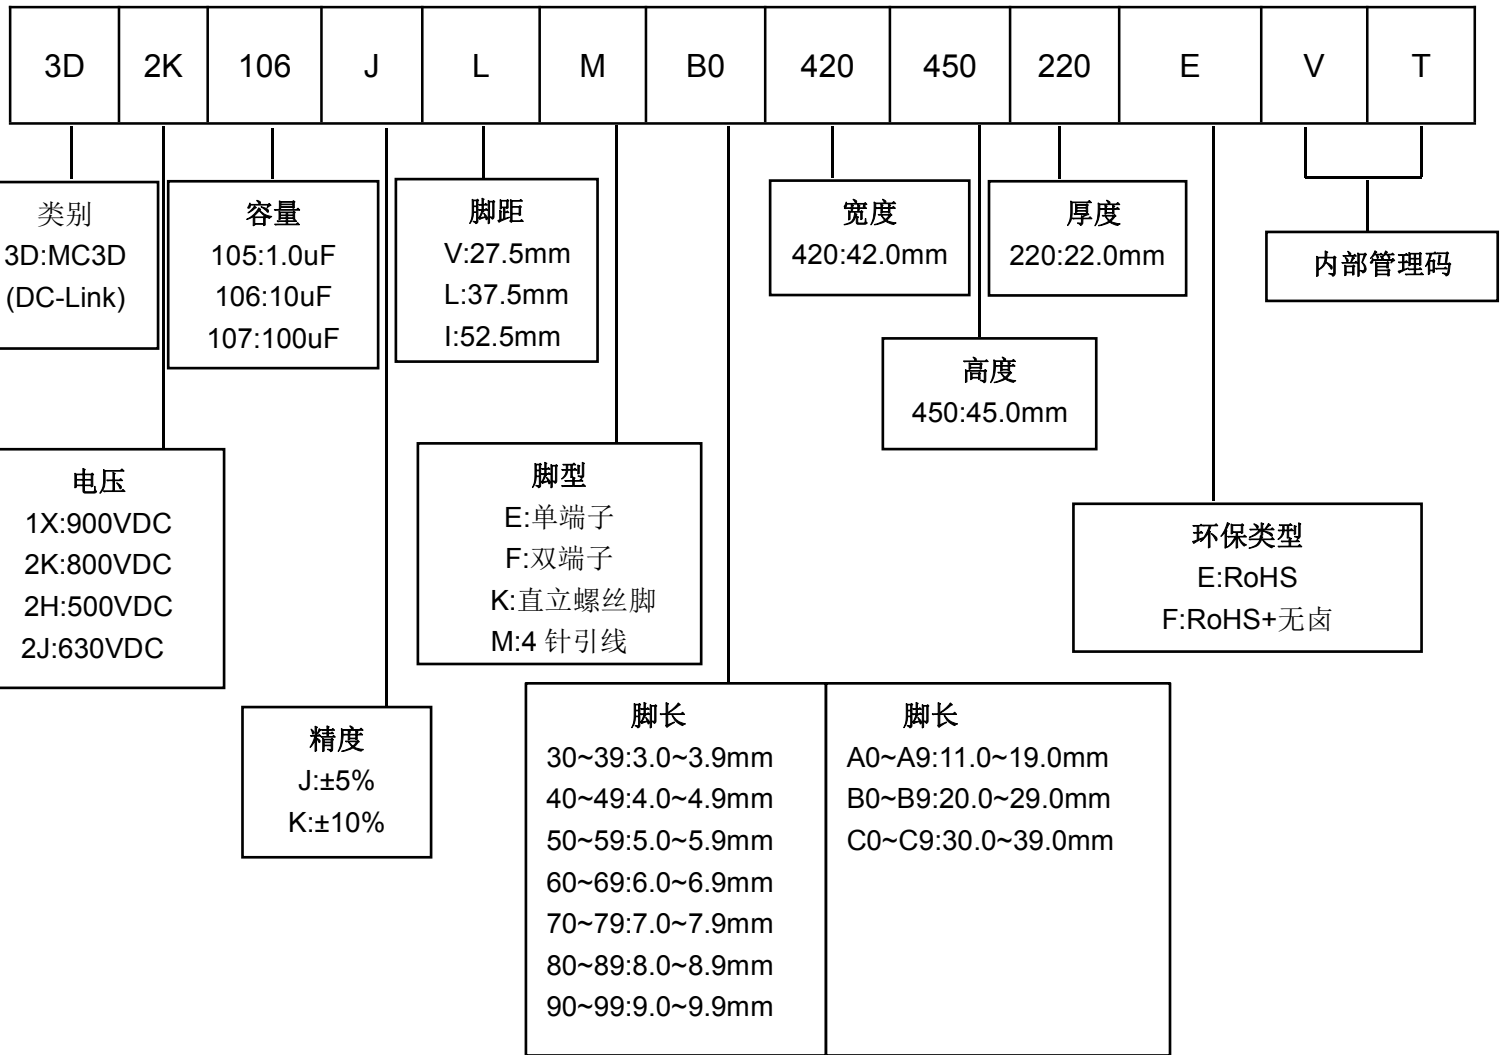 3D 2K 106 J L M B0 420 450 220 E V T
类别
3D:MC3D
(DC-Link)
容量
105:1.0uF
106:10uF
107:100uF
脚距
V:27.5mm
L:37.5mm
I:52.5mm
宽度
420:42.0mm
厚度
220:22.0mm
内部管理码
高度
450:45.0mm
电压
1X:900VDC
2K:800VDC
2H:500VDC
2J:630VDC
脚型
E:单端子
F:双端子
K:直立螺丝脚
M:4 针引线
环保类型
E:RoHS
F:RoHS+无卤
精度
J:±5%
K:±10%
脚长
30~39:3.0~3.9mm
40~49:4.0~4.9mm
50~59:5.0~5.9mm
60~69:6.0~6.9mm
70~79:7.0~7.9mm
80~89:8.0~8.9mm
90~99:9.0~9.9mm
脚长
A0~A9:11.0~19.0mm
B0~B9:20.0~29.0mm
C0~C9:30.0~39.0mm